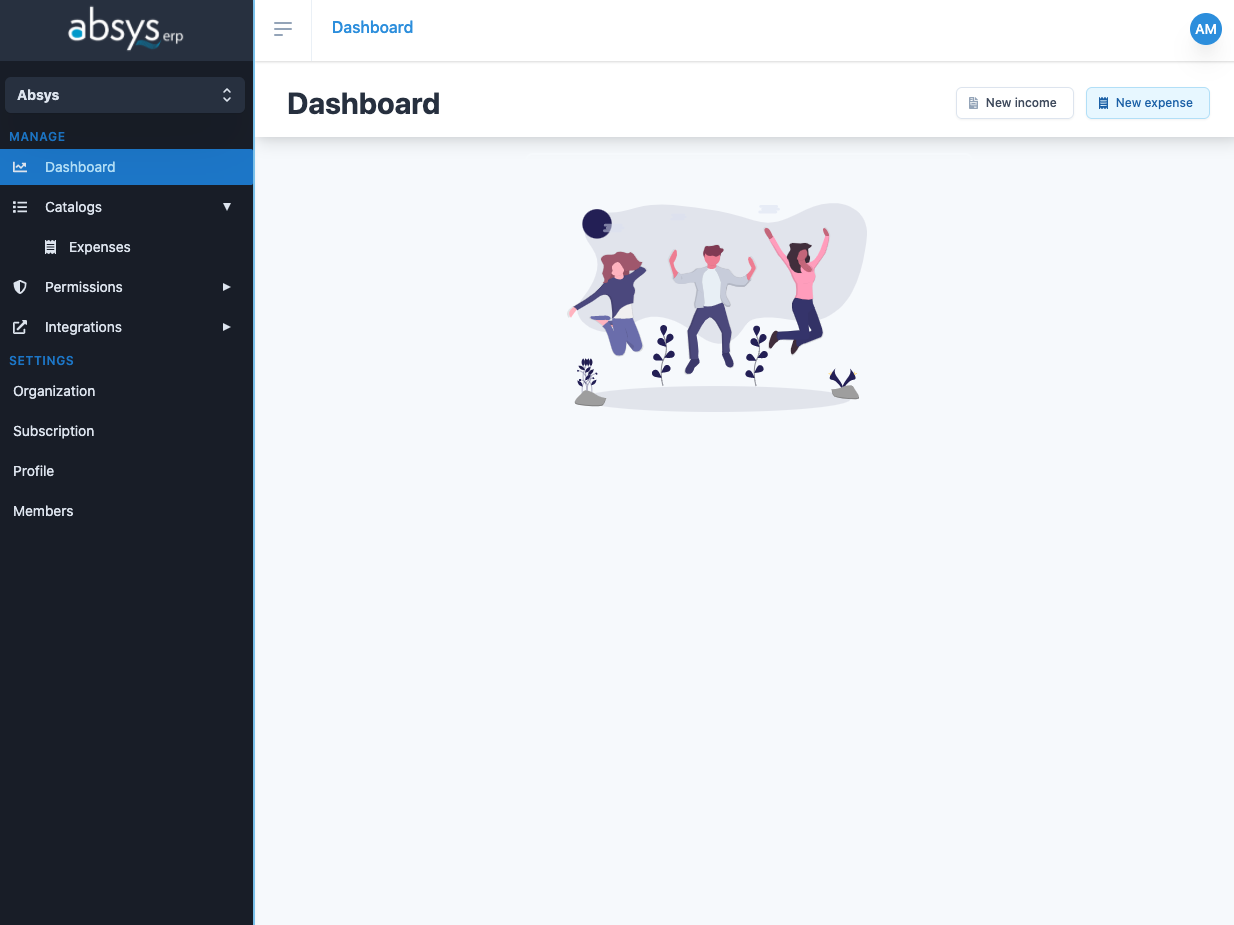 absys erp
Dashboard
AM
Absys
Dashboard
New income
New expense
MANAGE
Dashboard
Catalogs
Expenses
Permissions
Integrations
SETTINGS
Organization
Subscription
Profile
Members